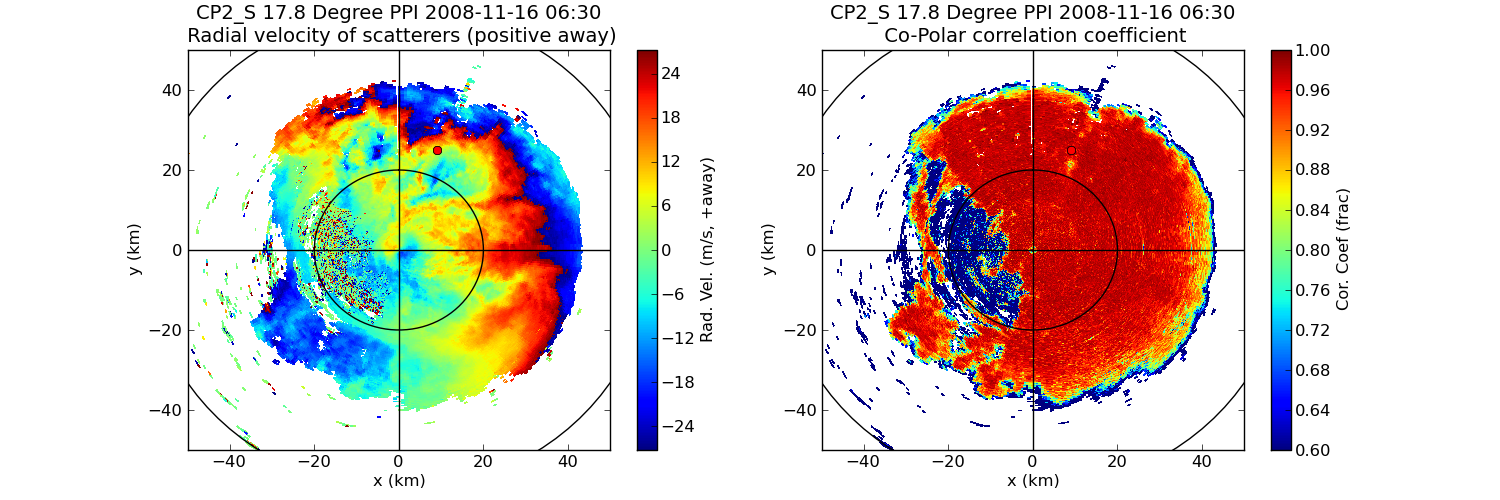 CP2_S 17.8 Degree PPI 2008-11-16 06:30
Radial velocity of scatterers (positive away)
40
20
0
−20
−40
y (km)
−40 −20 0 20 40
x (km)
24
18
12
6
0
−6
−12
−18
−24
Rad. Vel. (m/s, +away)
CP2_S 17.8 Degree PPI 2008-11-16 06:30
Co-Polar correlation coefficient
40
20
0
−20
−40
y (km)
−40 −20 0 20 40
x (km)
1.00
0.96
0.92
0.88
0.84
0.80
0.76
0.72
0.68
0.64
0.60
Cor. Coef (frac)